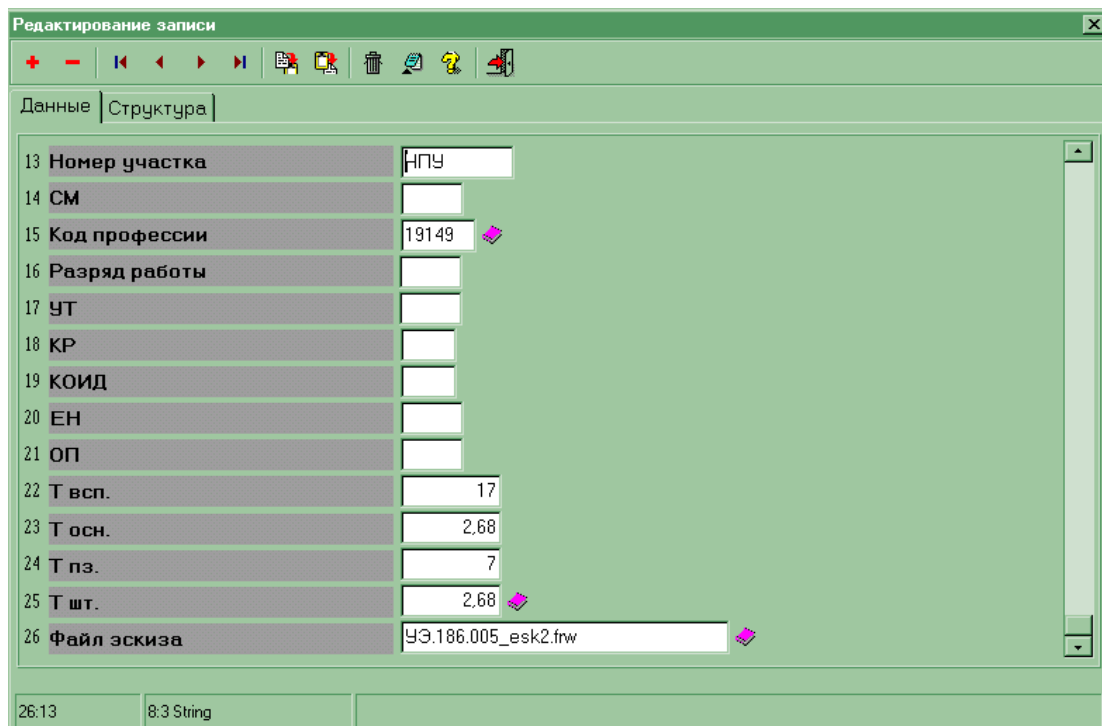 Редактирование записи
Данные Структура
13 Номер участка НПУ
14 СМ
15 Код профессии 19149
16 Разряд работы
17 УТ
18 КР
19 КОИД
20 ЕН
21 ОП
22 Т всп. 17
23 Т осн. 2,68
24 Т пз. 7
25 Т шт. 2,68
26 Файл эскиза УЭ.186.005_esk2.frw
26:13 8:3 String